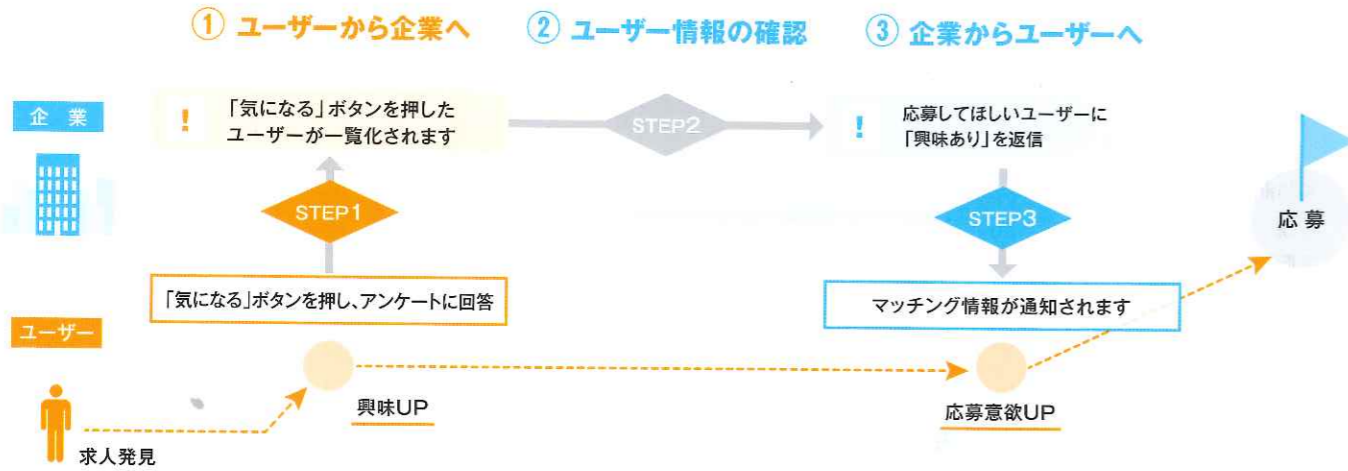 ① ユーザーから企業へ
② ユーザー情報の確認
③ 企業からユーザーへ
企業
!
「気になる」ボタンを押した
ユーザーが一覧化されます
STEP2
!
応募してほしいユーザーに
「興味あり」を返信
STEP1
STEP3
応募
「気になる」ボタンを押し、アンケートに回答
マッチング情報が通知されます
ユーザー
興味UP
応募意欲UP
求人発見